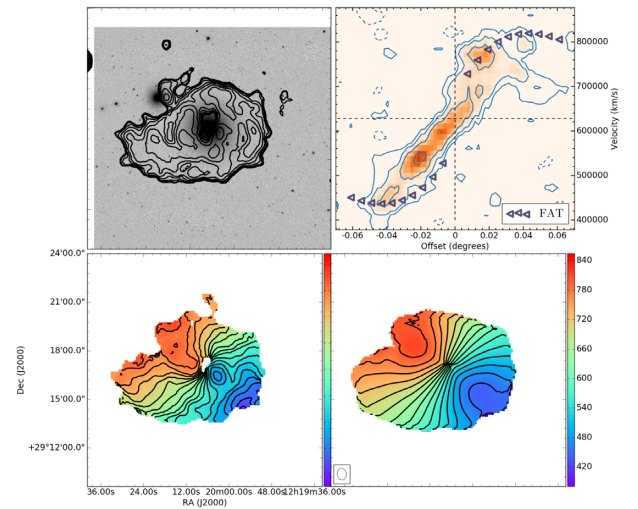 800000
700000
600000
500000
400000
Velocity (km/s)
FAT
-0.06 -0.04 -0.02 0 0.02 0.04 0.06
Offset (degrees)
24'00.0"
21'00.0"
18'00.0"
15'00.0"
+29°12'00.0"
Dec (J2000)
36.00s 24.00s 12.00s 20m00.00s 48.00s 12h19m36.00s
RA (J2000)
840
780
720
660
600
540
480
420